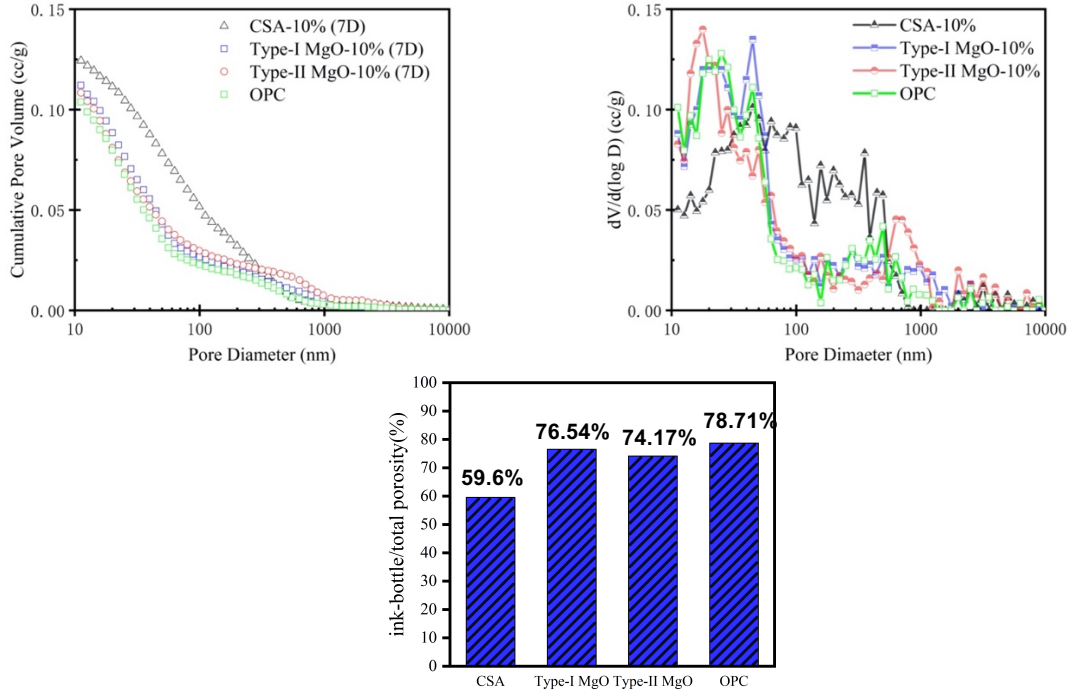 CSA-10% (7D)
Type-I MgO-10% (7D)
Type-II MgO-10% (7D)
OPC
Cumulative Pore Volume (cc/g)
0.15
0.10
0.05
0.00
10
100
1000
10000
Pore Diameter (nm)
CSA-10%
Type-I MgO-10%
Type-II MgO-10%
OPC
dV/d(log D) (cc/g)
0.15
0.10
0.05
0.00
10
100
1000
10000
Pore Dimaeter (nm)
ink-bottle/total porosity(%)
100
90
80
70
60
50
40
30
20
10
0
59.6%
76.54%
74.17%
78.71%
CSA
Type-I MgO
Type-II MgO
OPC